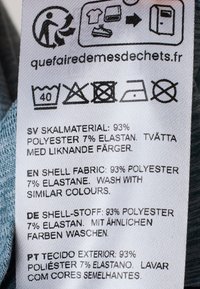 quefairedemesdechets.fr
40
SV SKALMATERIAL: 93%
POLYESTER 7% ELASTAN. TVÄTTA
MED LIKNANDE FÄRGER.
EN SHELL FABRIC: 93% POLYESTER
7% ELASTANE. WASH WITH
SIMILAR COLOURS.
DE SHELL-STOFF: 93% POLYESTER
7% ELASTAN. MIT ÄHNLICHEN
FARBEN WASCHEN.
PT TECIDO EXTERIOR: 93%
POLIÉSTER 7% ELASTANO. LAVAR
COM CORES SEMELHANTES.